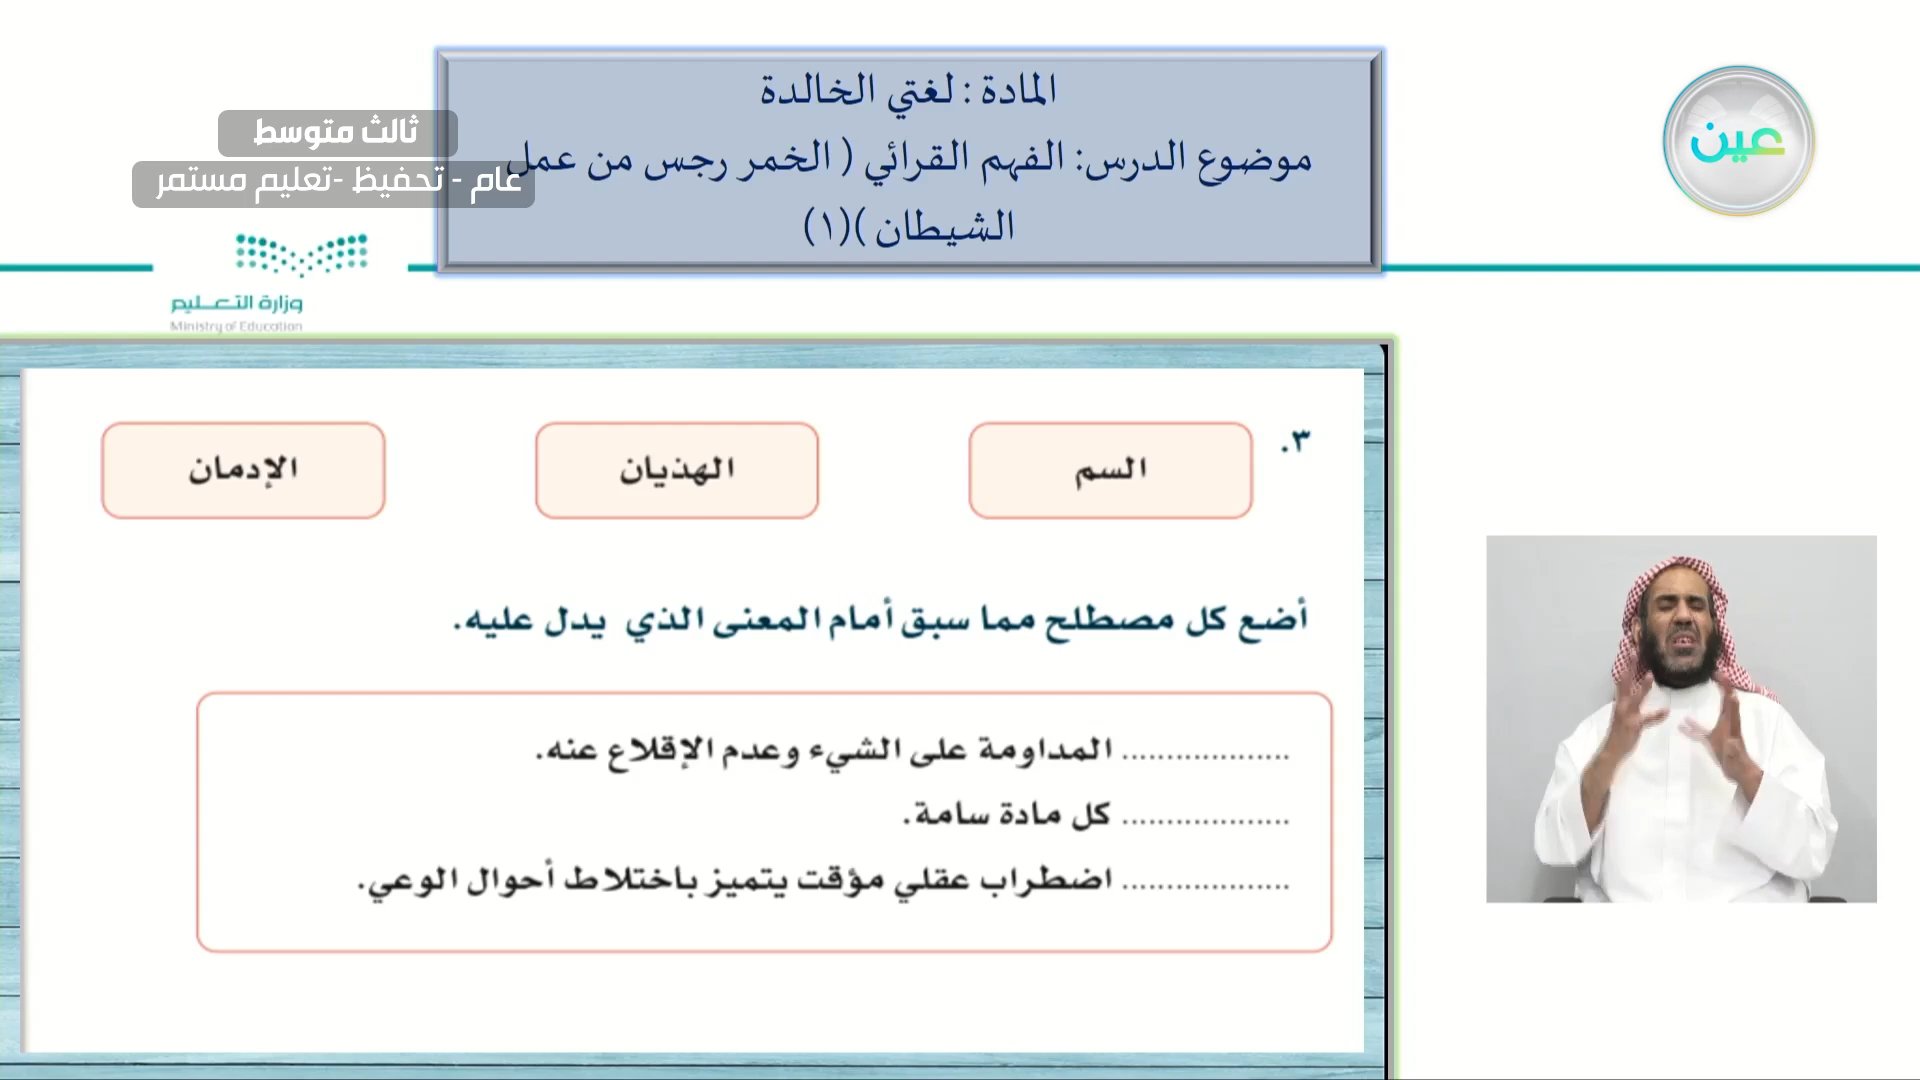 المادة : لغتي الخالدة
موضوع الدرس: الفهم القرائي ( الخمر رجس من عمل
الشيطان )(١)
عين
ثالث متوسط
عام - تحفيظ -تعليم مستمر
وزارة التعليم
Ministry of Education
٣.
السم
الهذيان
الإدمان
أضع كل مصطلح مما سبق أمام المعنى الذي يدل عليه.
................... المداومة على الشيء وعدم الإقلاع عنه.
................... كل مادة سامة.
................... اضطراب عقلي مؤقت يتميز باختلاط أحوال الوعي.